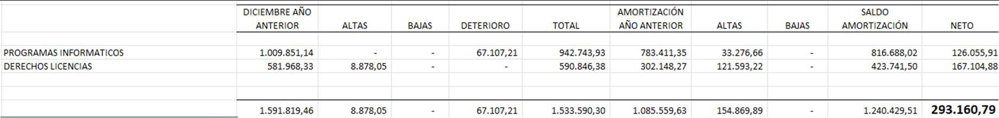 DICIEMBRE AÑO ANTERIOR ALTAS BAJAS DETERIORO TOTAL AMORTIZACIÓN AÑO ANTERIOR ALTAS BAJAS SALDO AMORTIZACIÓN NETO
PROGRAMAS INFORMATICOS 1.009.851,14 - - 67.107,21 942.743,93 783.411,35 33.276,66 - 816.688,02 126.055,91
DERECHOS LICENCIAS 581.968,33 8.878,05 - - 590.846,38 302.148,27 121.593,22 - 423.741,50 167.104,88
1.591.819,46 8.878,05 - 67.107,21 1.533.590,30 1.085.559,63 154.869,89 - 1.240.429,51 293.160,79